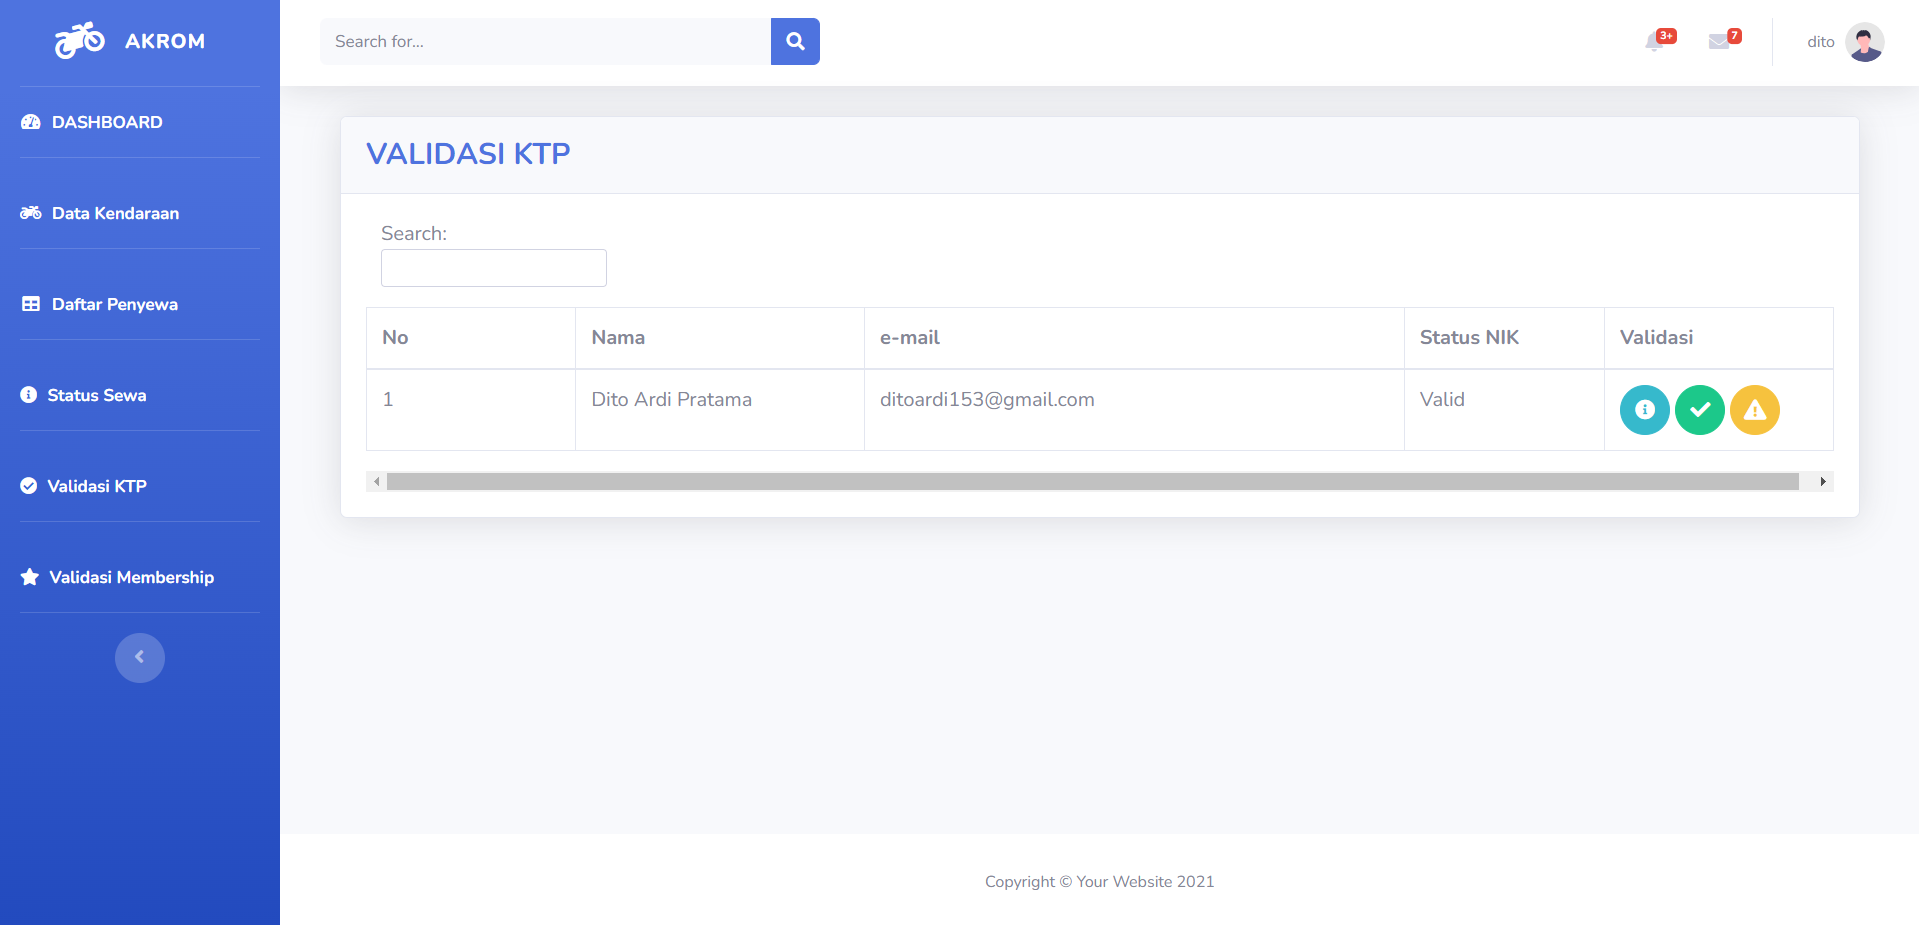 AKROM
Search for...
3+
7
dito
DASHBOARD
Data Kendaraan
Daftar Penyewa
Status Sewa
Validasi KTP
Validasi Membership
VALIDASI KTP
Search:
No Nama e-mail Status NIK Validasi
1 Dito Ardi Pratama ditoardi153@gmail.com Valid
Copyright © Your Website 2021